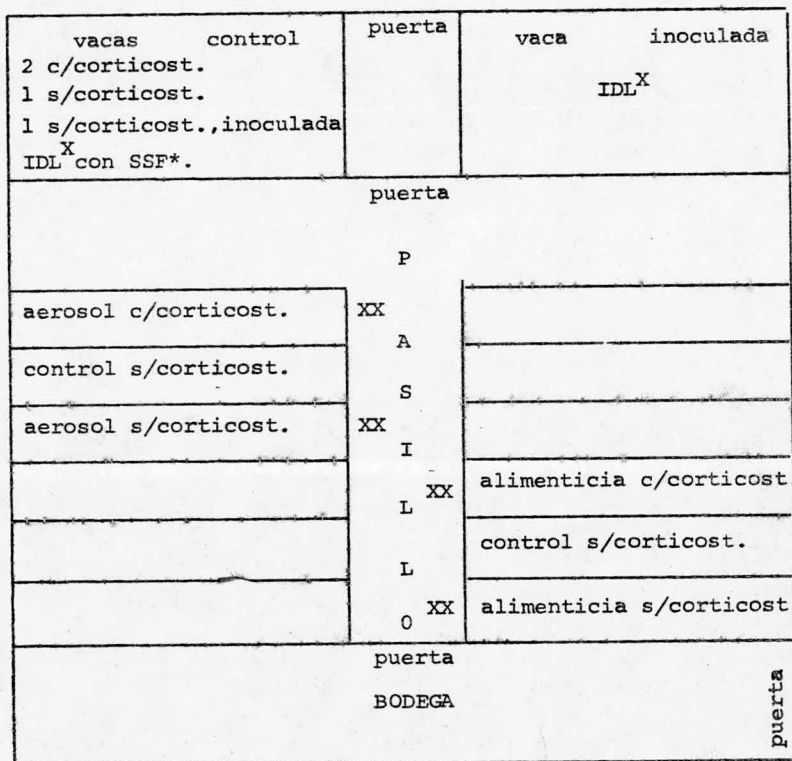 vacas control
2 c/corticost.
1 s/corticost.
1 s/corticost.,inoculada
IDLX con SSF*.
puerta
vaca inoculada
IDLX
puerta
PASILLO
aerosol c/corticost. XX
control s/corticost.
aerosol s/corticost. XX
XX alimenticia c/corticost
control s/corticost.
XX alimenticia s/corticost
puerta
BODEGA
puerta